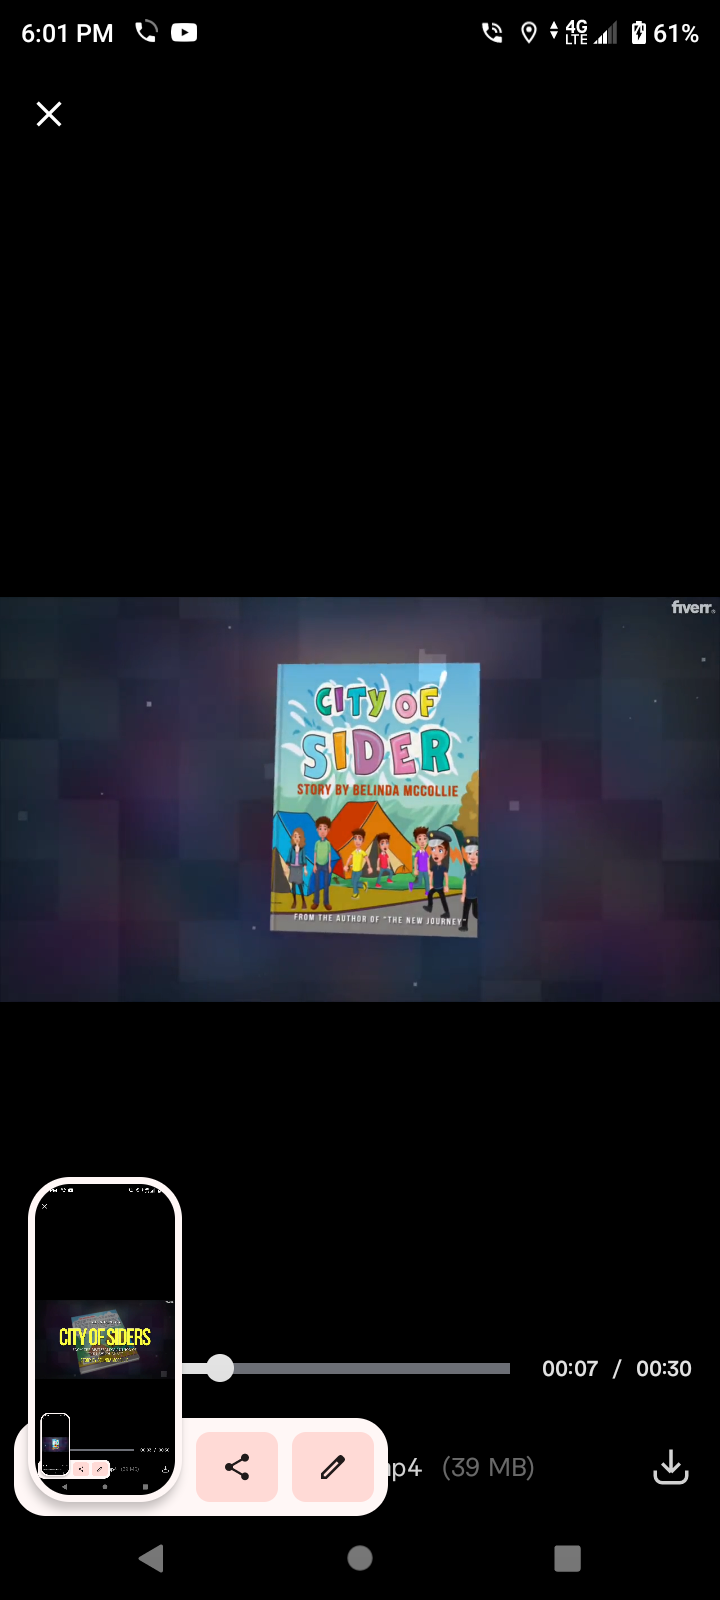 6:01 PM
4G
LTE
61%
fiverr.
CITY OF
SIDER
STORY BY BELINDA MCCOLLIE
FROM THE AUTHOR OF "THE NEW JOURNEY"
CITY OF SIDERS
00:07 / 00:30
mp4 (39 MB)